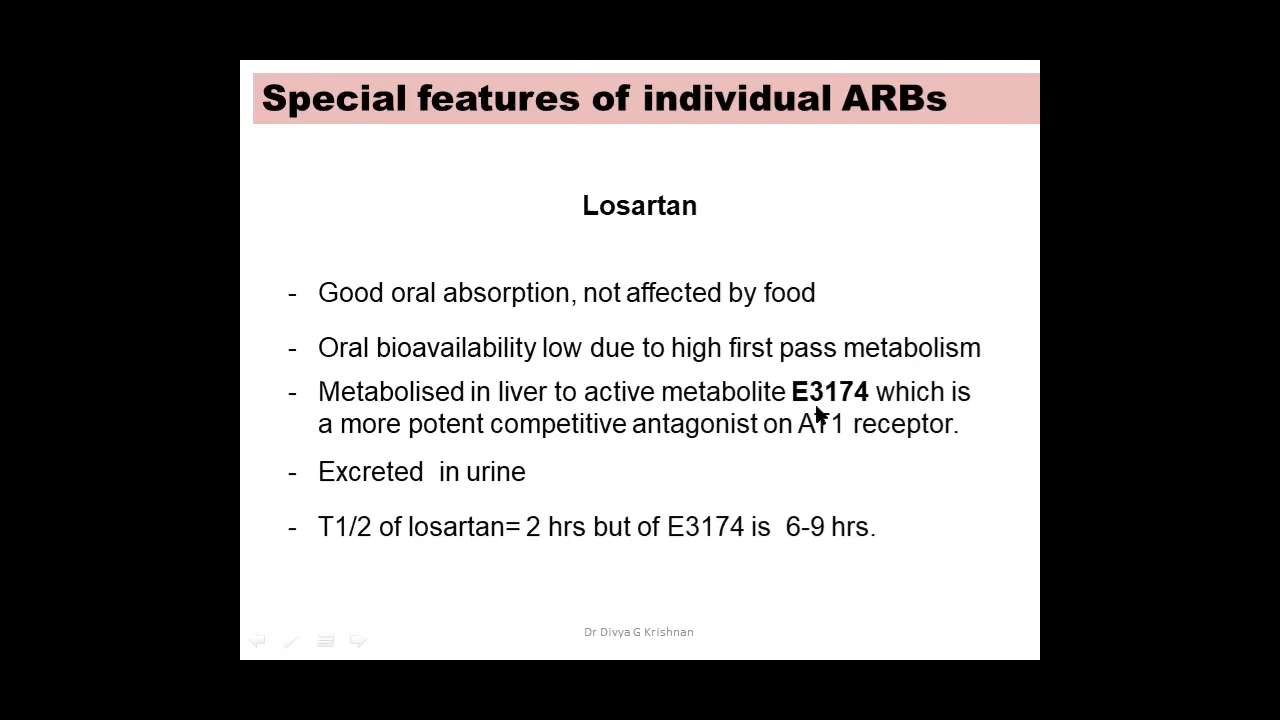 Special features of individual ARBs
Losartan
- Good oral absorption, not affected by food
- Oral bioavailability low due to high first pass metabolism
- Metabolised in liver to active metabolite E3174 which is
a more potent competitive antagonist on AT1 receptor.
- Excreted in urine
- T1/2 of losartan= 2 hrs but of E3174 is 6-9 hrs.
Dr Divya G Krishnan